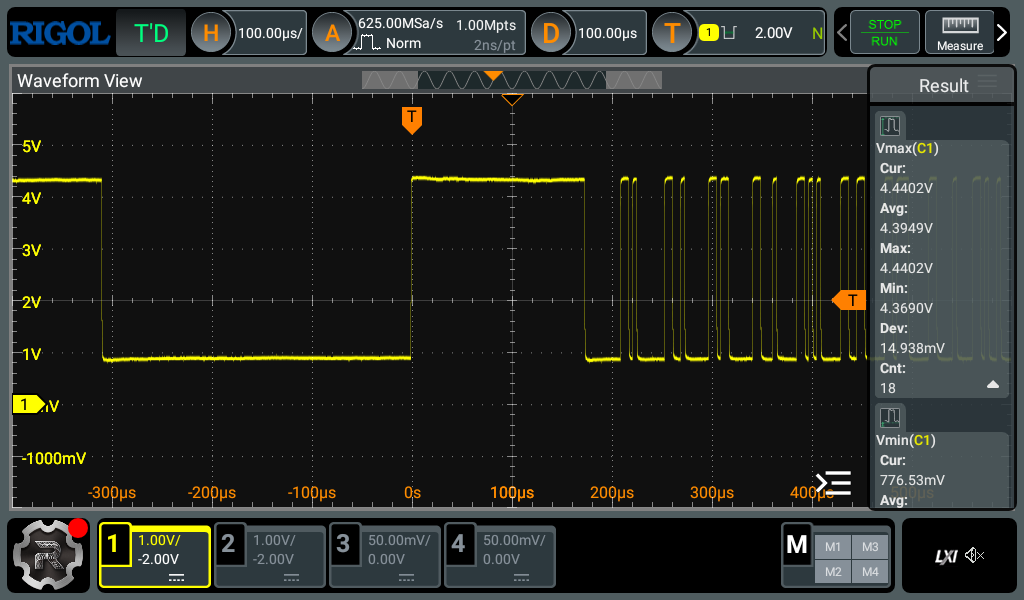 RIGOL T'D H 100.00µs/ A 625.00MSa/s 1.00Mpts D 100.00µs T 1 2.00V N STOP
Norm 2ns/pt RUN Measure
Waveform View
Result
T
5V
4V
3V
2V
1V
1
-1000mV
T
-300µs -200µs -100µs 0s 100µs 200µs 300µs 400µs
Vmax(C1)
Cur:
4.4402V
Avg:
4.3949V
Max:
4.4402V
Min:
4.3690V
Dev:
14.938mV
Cnt:
18
Vmin(C1)
Cur:
776.53mV
Avg:
R
1 1.00V/ 2 1.00V/ 3 50.00mV/ 4 50.00mV/
-2.00V -2.00V 0.00V 0.00V
M M1 M3
M2 M4
LXI